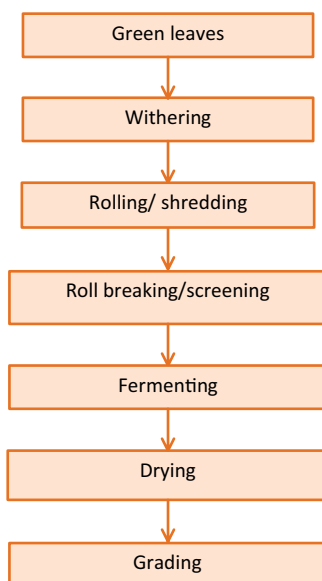 Green leaves
Withering
Rolling/ shredding
Roll breaking/screening
Fermenting
Drying
Grading